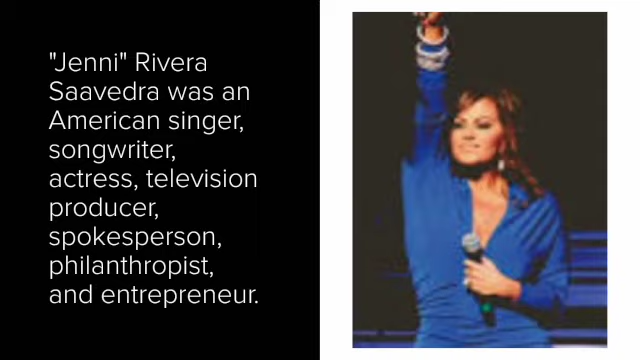 "Jenni" Rivera
Saavedra was an
American singer,
songwriter,
actress, television
producer,
spokesperson,
philanthropist,
and entrepreneur.